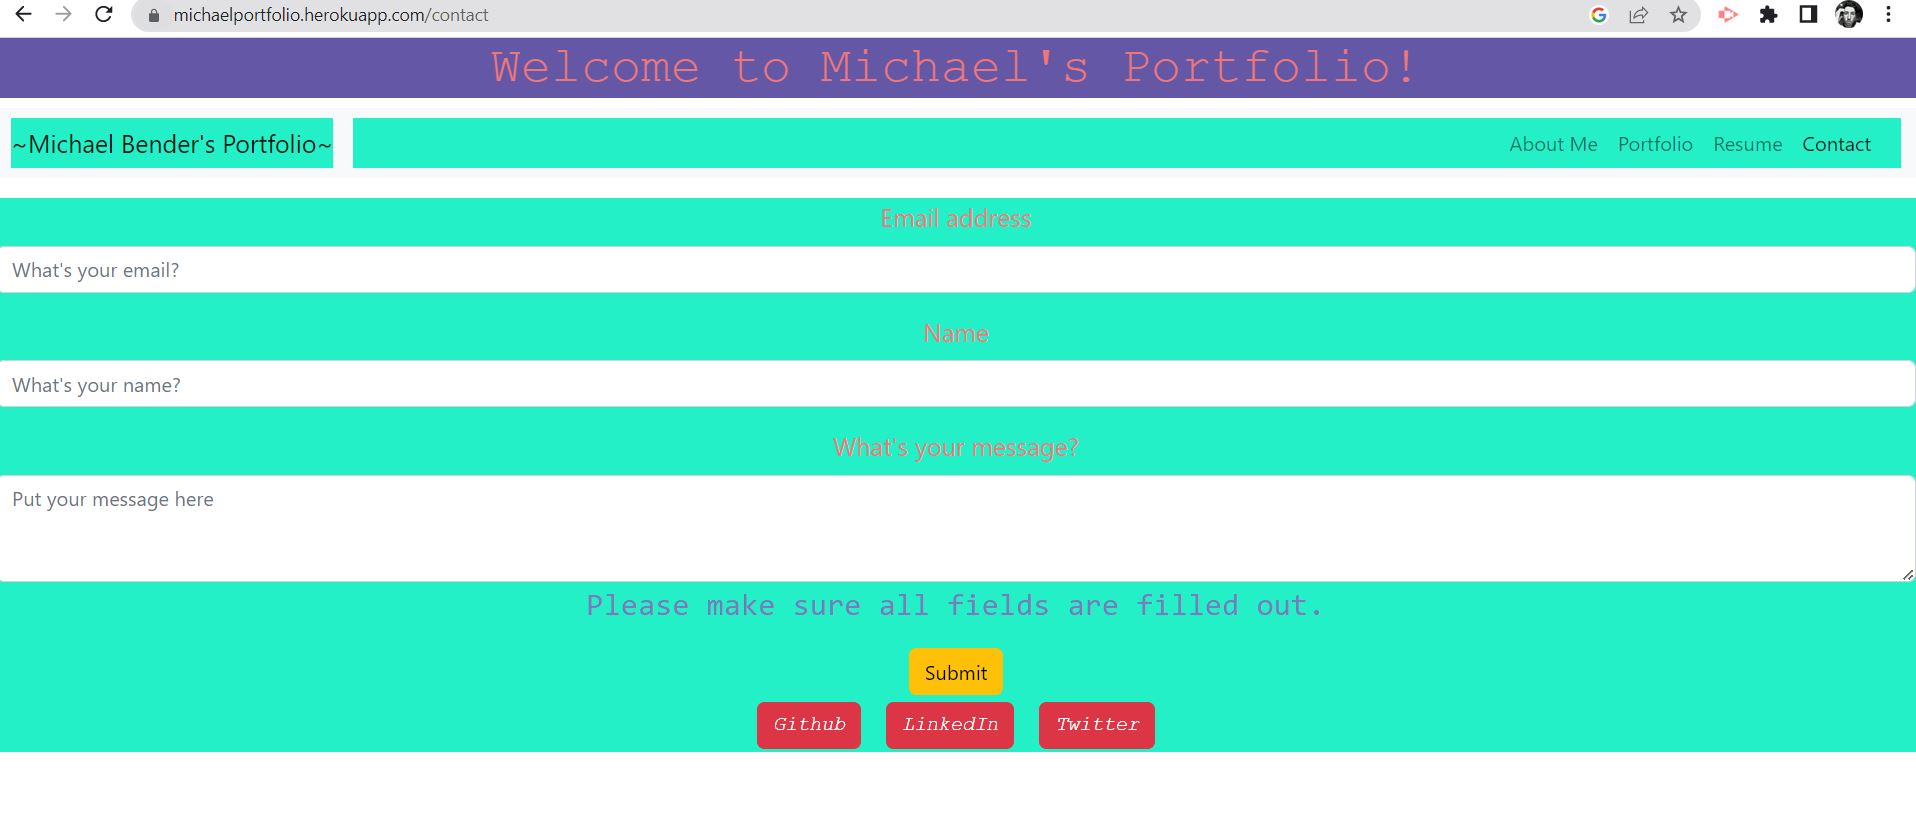 michaelportfolio.herokuapp.com/contact
Welcome to Michael's Portfolio!
~Michael Bender's Portfolio~
About Me Portfolio Resume Contact
Email address
What's your email?
Name
What's your name?
What's your message?
Put your message here
Please make sure all fields are filled out.
Submit
Github LinkedIn Twitter